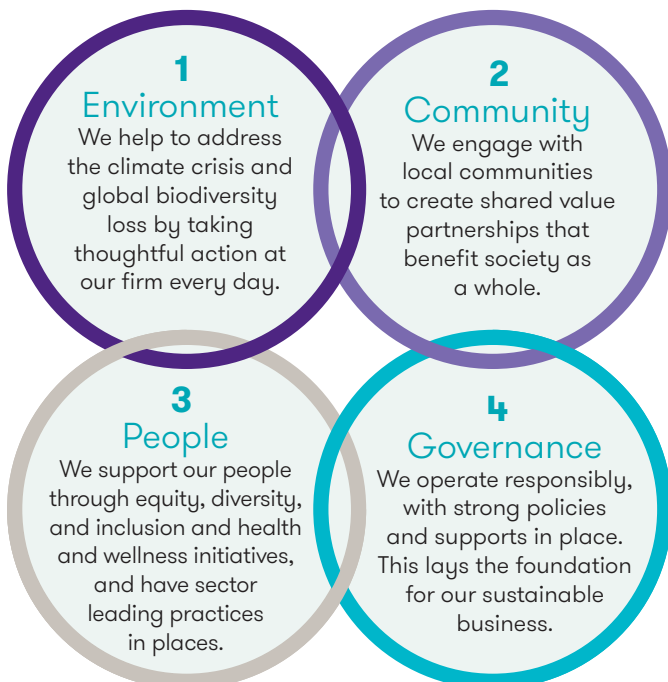 1
Environment
We help to address
the climate crisis and
global biodiversity
loss by taking
thoughtful action at
our firm every day.
2
Community
We engage with
local communities
to create shared value
partnerships that
benefit society as
a whole.
3
People
We support our people
through equity, diversity,
and inclusion and health
and wellness initiatives,
and have sector
leading practices
in places.
4
Governance
We operate responsibly,
with strong policies
and supports in place.
This lays the foundation
for our sustainable
business.